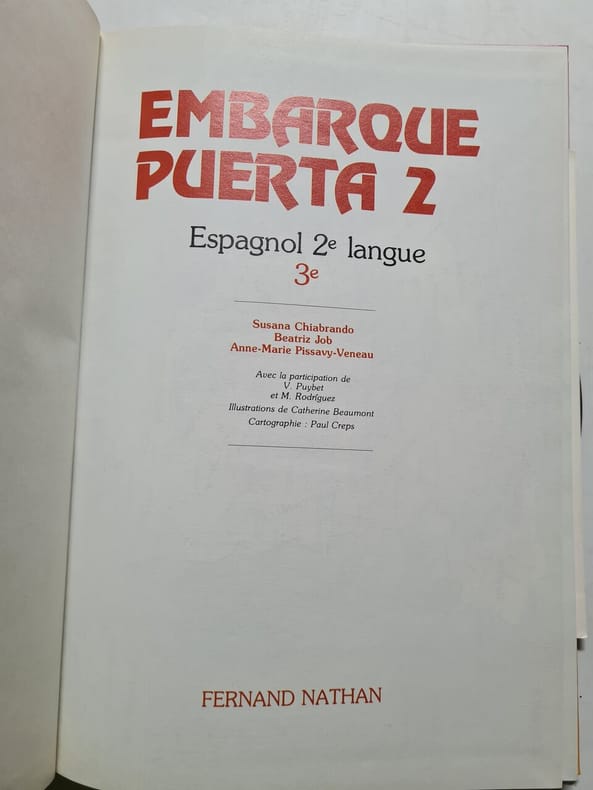 EMBARQUE
PUERTA 2
Espagnol 2e langue
3e
Susana Chiabrando
Beatriz Job
Anne-Marie Pissavy-Veneau
Avec la participation de
V. Puybet
et M. Rodríguez
Illustrations de Catherine Beaumont
Cartographie : Paul Creps
FERNAND NATHAN